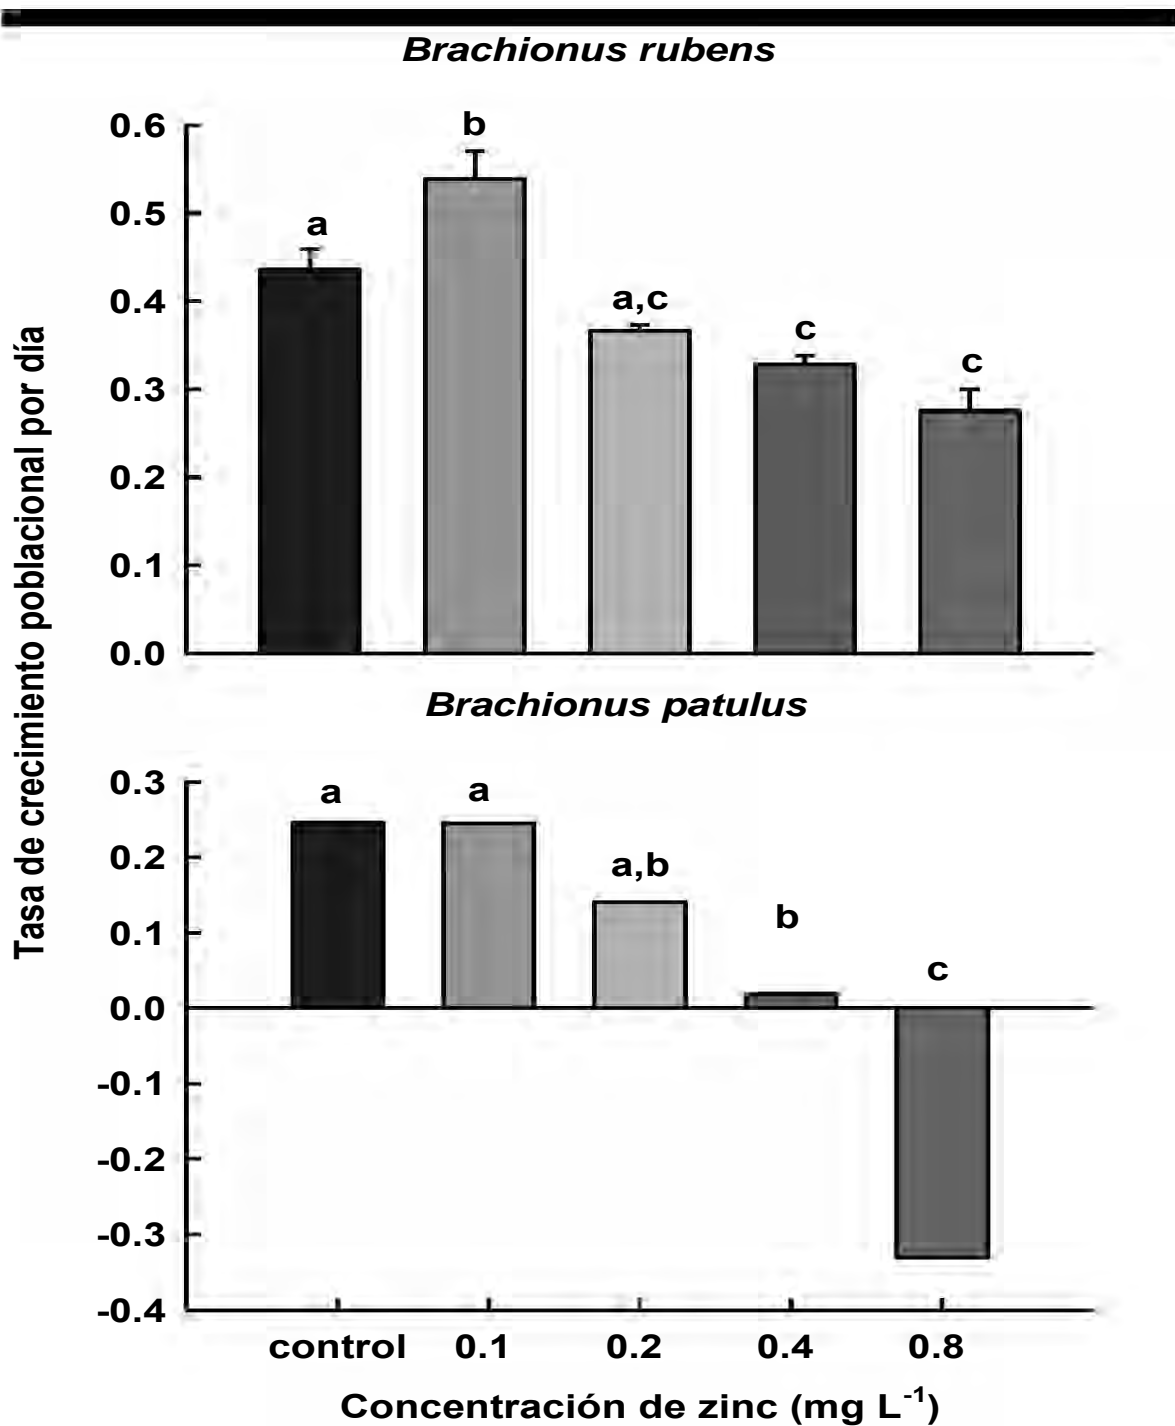 Brachionus rubens
0.6
b
0.5
a
0.4
a,c
c
0.3
c
0.2
0.1
0.0
Tasa de crecimiento poblacional por día
Brachionus patulus
0.3
a
a
0.2
a,b
0.1
b
c
0.0
-0.1
-0.2
-0.3
-0.4
control 0.1 0.2 0.4 0.8
Concentración de zinc (mg L-1)